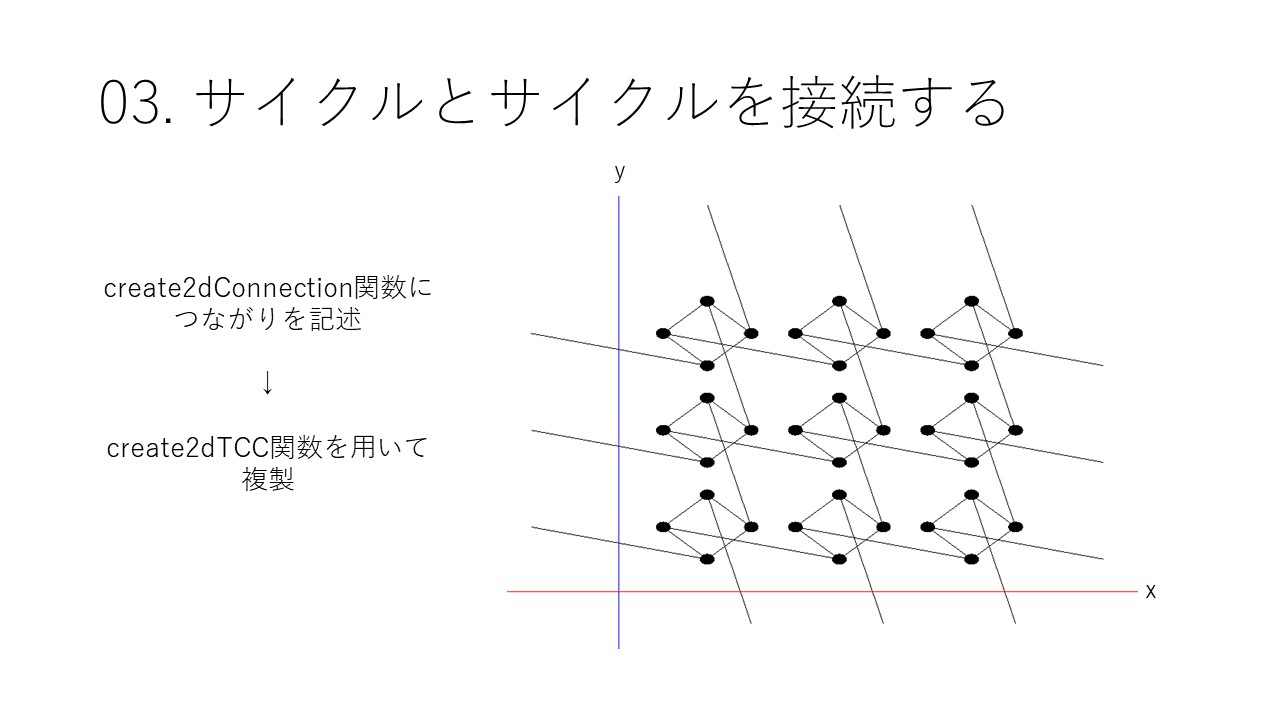 03. サイクルとサイクルを接続する
create2dConnection関数に
つながりを記述
↓
create2dTCC関数を用いて
複製
y
x